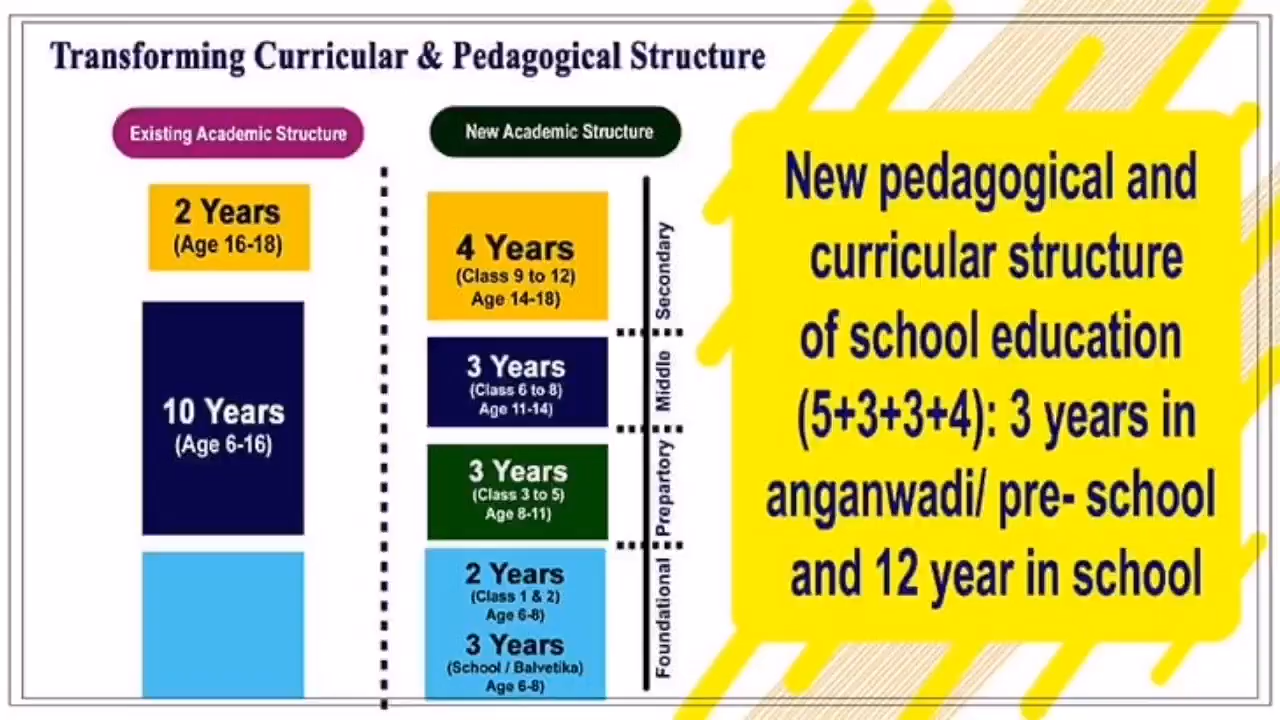 Transforming Curricular & Pedagogical Structure
Existing Academic Structure
2 Years
(Age 16-18)
10 Years
(Age 6-16)
New Academic Structure
4 Years
(Class 9 to 12)
Age 14-18)
Secondary
3 Years
(Class 6 to 8)
Age 11-14)
Middle
3 Years
(Class 3 to 5)
Age 8-11)
Prepartory
2 Years
(Class 1 & 2)
Age 6-8)
3 Years
(School / Balvetika)
Age 6-8)
Foundational
New pedagogical and
curricular structure
of school education
(5+3+3+4): 3 years in
anganwadi/ pre- school
and 12 year in school